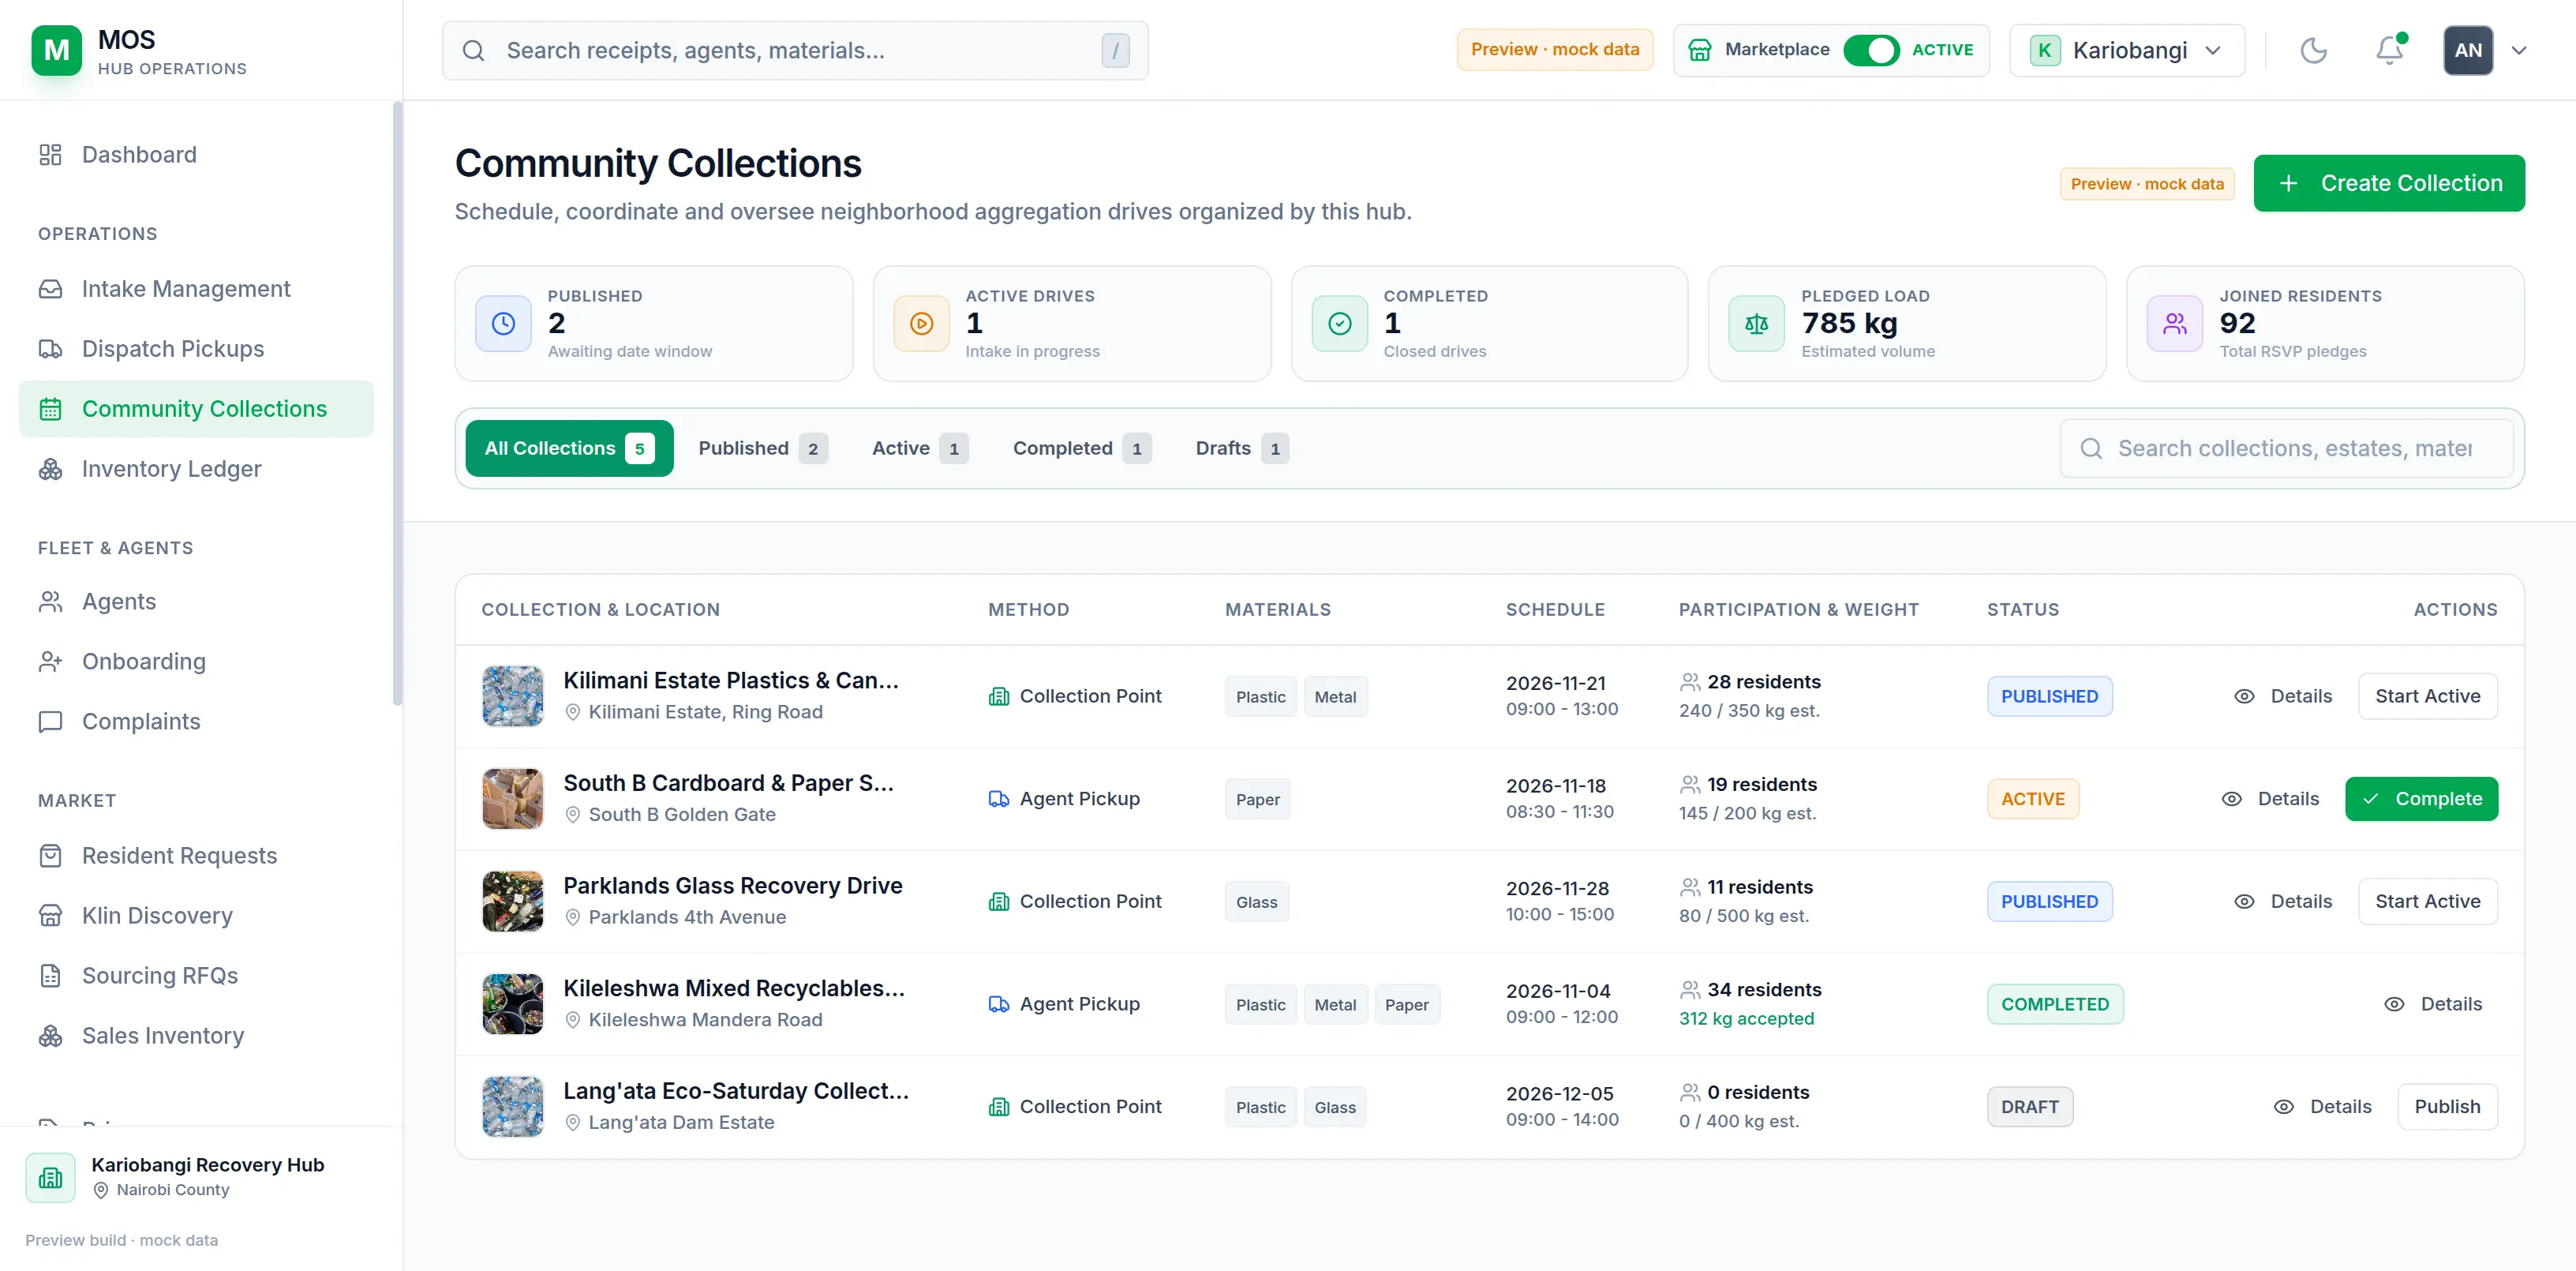 M
MOS
HUB OPERATIONS
Search receipts, agents, materials...
/
Preview · mock data
Marketplace
ACTIVE
K
Kariobangi
AN
Dashboard
OPERATIONS
Intake Management
Dispatch Pickups
Community Collections
Inventory Ledger
FLEET & AGENTS
Agents
Onboarding
Complaints
MARKET
Resident Requests
Klin Discovery
Sourcing RFQs
Sales Inventory
Kariobangi Recovery Hub
Nairobi County
Preview build · mock data
Community Collections
Schedule, coordinate and oversee neighborhood aggregation drives organized by this hub.
Preview · mock data
Create Collection
PUBLISHED
2
Awaiting date window
ACTIVE DRIVES
1
Intake in progress
COMPLETED
1
Closed drives
PLEDGED LOAD
785 kg
Estimated volume
JOINED RESIDENTS
92
Total RSVP pledges
All Collections 5
Published 2
Active 1
Completed 1
Drafts 1
Search collections, estates, mater
COLLECTION & LOCATION METHOD MATERIALS SCHEDULE PARTICIPATION & WEIGHT STATUS ACTIONS
Kilimani Estate Plastics & Can...
Kilimani Estate, Ring Road
Collection Point
Plastic Metal
2026-11-21
09:00 - 13:00
28 residents
240 / 350 kg est.
PUBLISHED
Details
Start Active
South B Cardboard & Paper S...
South B Golden Gate
Agent Pickup
Paper
2026-11-18
08:30 - 11:30
19 residents
145 / 200 kg est.
ACTIVE
Details
Complete
Parklands Glass Recovery Drive
Parklands 4th Avenue
Collection Point
Glass
2026-11-28
10:00 - 15:00
11 residents
80 / 500 kg est.
PUBLISHED
Details
Start Active
Kileleshwa Mixed Recyclables...
Kileleshwa Mandera Road
Agent Pickup
Plastic Metal Paper
2026-11-04
09:00 - 12:00
34 residents
312 kg accepted
COMPLETED
Details
Lang'ata Eco-Saturday Collect...
Lang'ata Dam Estate
Collection Point
Plastic Glass
2026-12-05
09:00 - 14:00
0 residents
0 / 400 kg est.
DRAFT
Details
Publish